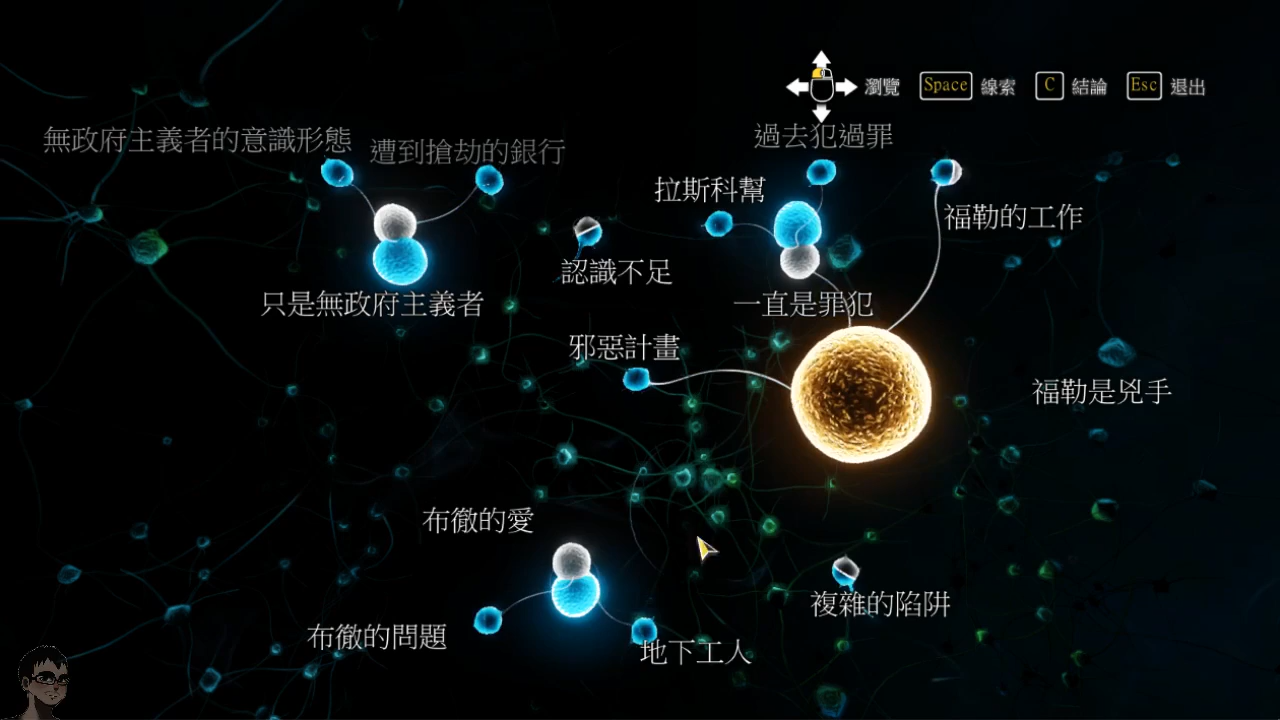 瀏覽 Space 線索 C 結論 Esc 退出
無政府主義者的意識形態
遭到搶劫的銀行
過去犯過罪
拉斯科幫
福勒的工作
認識不足
只是無政府主義者
一直是罪犯
邪惡計畫
福勒是兇手
布徹的愛
複雜的陷阱
布徹的問題
地下工人